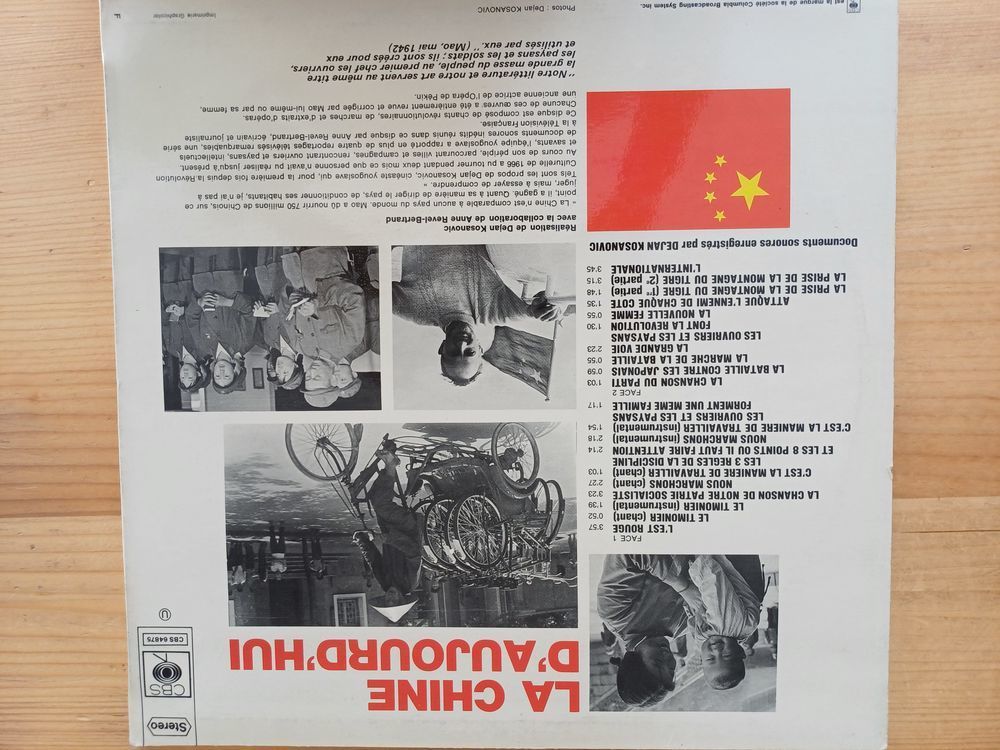 LA CHINE
D'AUJOURD'HUI
Stereo
CBS
CBS 64875
U
FACE 1
L'EST ROUGE 3'57
LE TIMONIER (chant) 0'52
LE TIMONIER (instrumental) 1'39
LA CHANSON DE NOTRE PATRIE SOCIALISTE 3'23
NOUS MARCHONS (chant) 2'27
C'EST LA MANIERE DE TRAVAILLER (chant) 1'03
LES 3 REGLES DE LA DISCIPLINE
ET LES 8 POINTS OU IL FAUT FAIRE ATTENTION 2'14
NOUS MARCHONS (instrumental) 2'18
C'EST LA MANIERE DE TRAVAILLER (instrumental) 1'54
LES OUVRIERS ET LES PAYSANS
FORMENT UNE MEME FAMILLE 1'17
FACE 2
LA CHANSON DU PARTI 1'03
LA BATAILLE CONTRE LES JAPONAIS 0'59
LA MARCHE DE LA BATAILLE 0'55
LA GRANDE VOIE 2'23
LES OUVRIERS ET LES PAYSANS
FONT LA REVOLUTION 1'30
LA NOUVELLE FEMME 0'55
ATTAQUE L'ENNEMI DE CHAQUE COTE 1'35
LA PRISE DE LA MONTAGNE DU TIGRE (1re partie) 1'48
LA PRISE DE LA MONTAGNE DU TIGRE (2e partie) 3'15
L'INTERNATIONALE 3'45
Documents sonores enregistrés par DEJAN KOSANOVIC
Réalisation de Dejan Kosanovic
avec la collaboration de Anne Revel-Bertrand
« La Chine n'est comparable à aucun pays du monde. Mao a dû nourrir 750 millions de Chinois, sur ce
point, il a gagné. Quant à sa manière de diriger le pays, de conditionner ses habitants, je n'ai pas à
juger, mais à essayer de comprendre. »
Tels sont les propos de Dejan Kosanovic, cinéaste yougoslave qui, pour la première fois depuis la Révolution
Culturelle de 1966 a pu tourner pendant deux mois ce que personne n'avait pu réaliser jusqu'à présent.
Au cours de son périple, parcourant villes et campagnes, rencontrant ouvriers et paysans, intellectuels
et savants, l'équipe yougoslave a rapporté en plus de quatre reportages télévisés remarquables, une série
de documents sonores inédits réunis dans ce disque par Anne Revel-Bertrand, écrivain et journaliste
à la Télévision Française.
Ce disque est composé de chants révolutionnaires, de marches et d'extraits d'opéras.
Chacune de ces œuvres a été entièrement revue et corrigée par Mao lui-même ou par sa femme,
une ancienne actrice de l'Opéra de Pékin.
" Notre littérature et notre art servent au même titre
la grande masse du peuple, au premier chef les ouvriers,
les paysans et les soldats ; ils sont créés pour eux
et utilisés par eux. " (Mao, mai 1942)
est la marque de la société Columbia Broadcasting System inc.
Photos : Dejan KOSANOVIC
Imprimerie Graphicolor